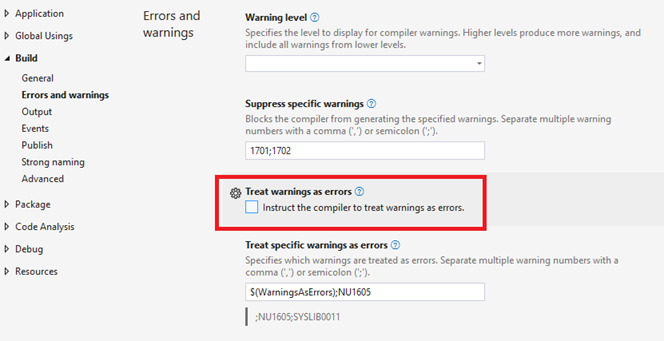 Application
Global Usings
Build
General
Errors and warnings
Output
Events
Publish
Strong naming
Advanced
Package
Code Analysis
Debug
Resources
Errors and
warnings
Warning level
Specifies the level to display for compiler warnings. Higher levels produce more warnings, and
include all warnings from lower levels.
Suppress specific warnings
Blocks the compiler from generating the specified warnings. Separate multiple warning
numbers with a comma (',') or semicolon (';').
1701;1702
Treat warnings as errors
Instruct the compiler to treat warnings as errors.
Treat specific warnings as errors
Specifies which warnings are treated as errors. Separate multiple warning numbers with a
comma (',') or semicolon (';').
$(WarningsAsErrors);NU1605
;NU1605;SYSLIB0011